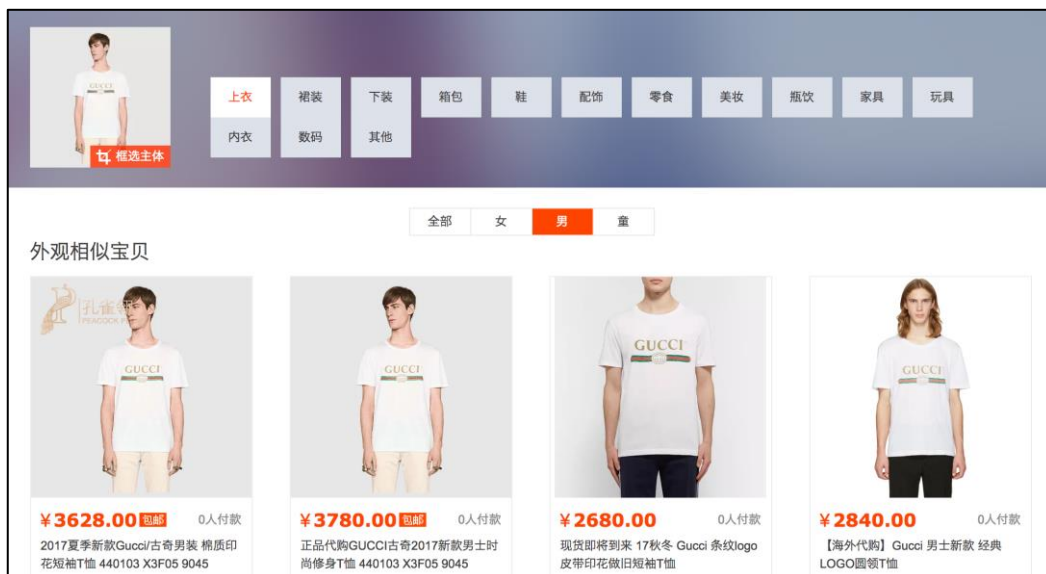 GUCCI
框选主体
上衣 裙装 下装 箱包 鞋 配饰 零食 美妆 瓶饮 家具 玩具
内衣 数码 其他
全部 女 男 童
外观相似宝贝
孔雀
PEACOCK
GUCCI GUCCI GUCCI GUCCI
¥3628.00 包邮 0人付款
2017夏季新款Gucci/古奇男装 棉质印
花短袖T恤 440103 X3F05 9045
¥3780.00 包邮 0人付款
正品代购GUCCI古奇2017新款男士时
尚修身T恤 440103 X3F05 9045
¥2680.00 0人付款
现货即将到来 17秋冬 Gucci 条纹logo
皮带印花做旧短袖T恤
¥2840.00 0人付款
【海外代购】Gucci 男士新款 经典
LOGO圆领T恤